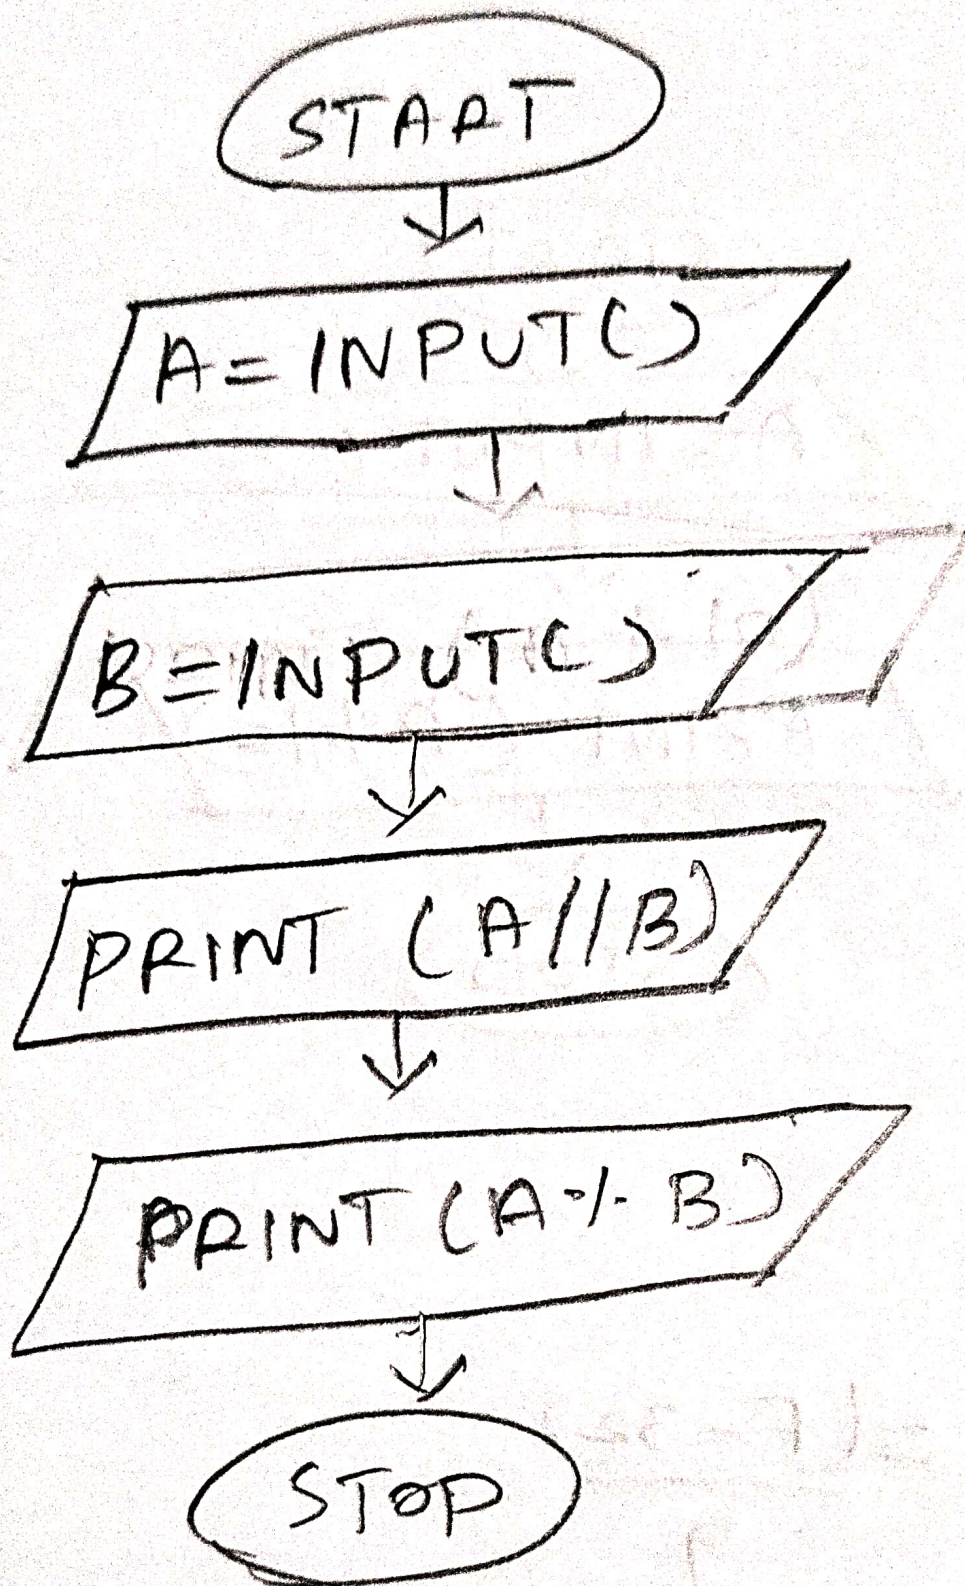 START
A=INPUT()
B=INPUT()
PRINT (A//B)
PRINT (A%B)
STOP